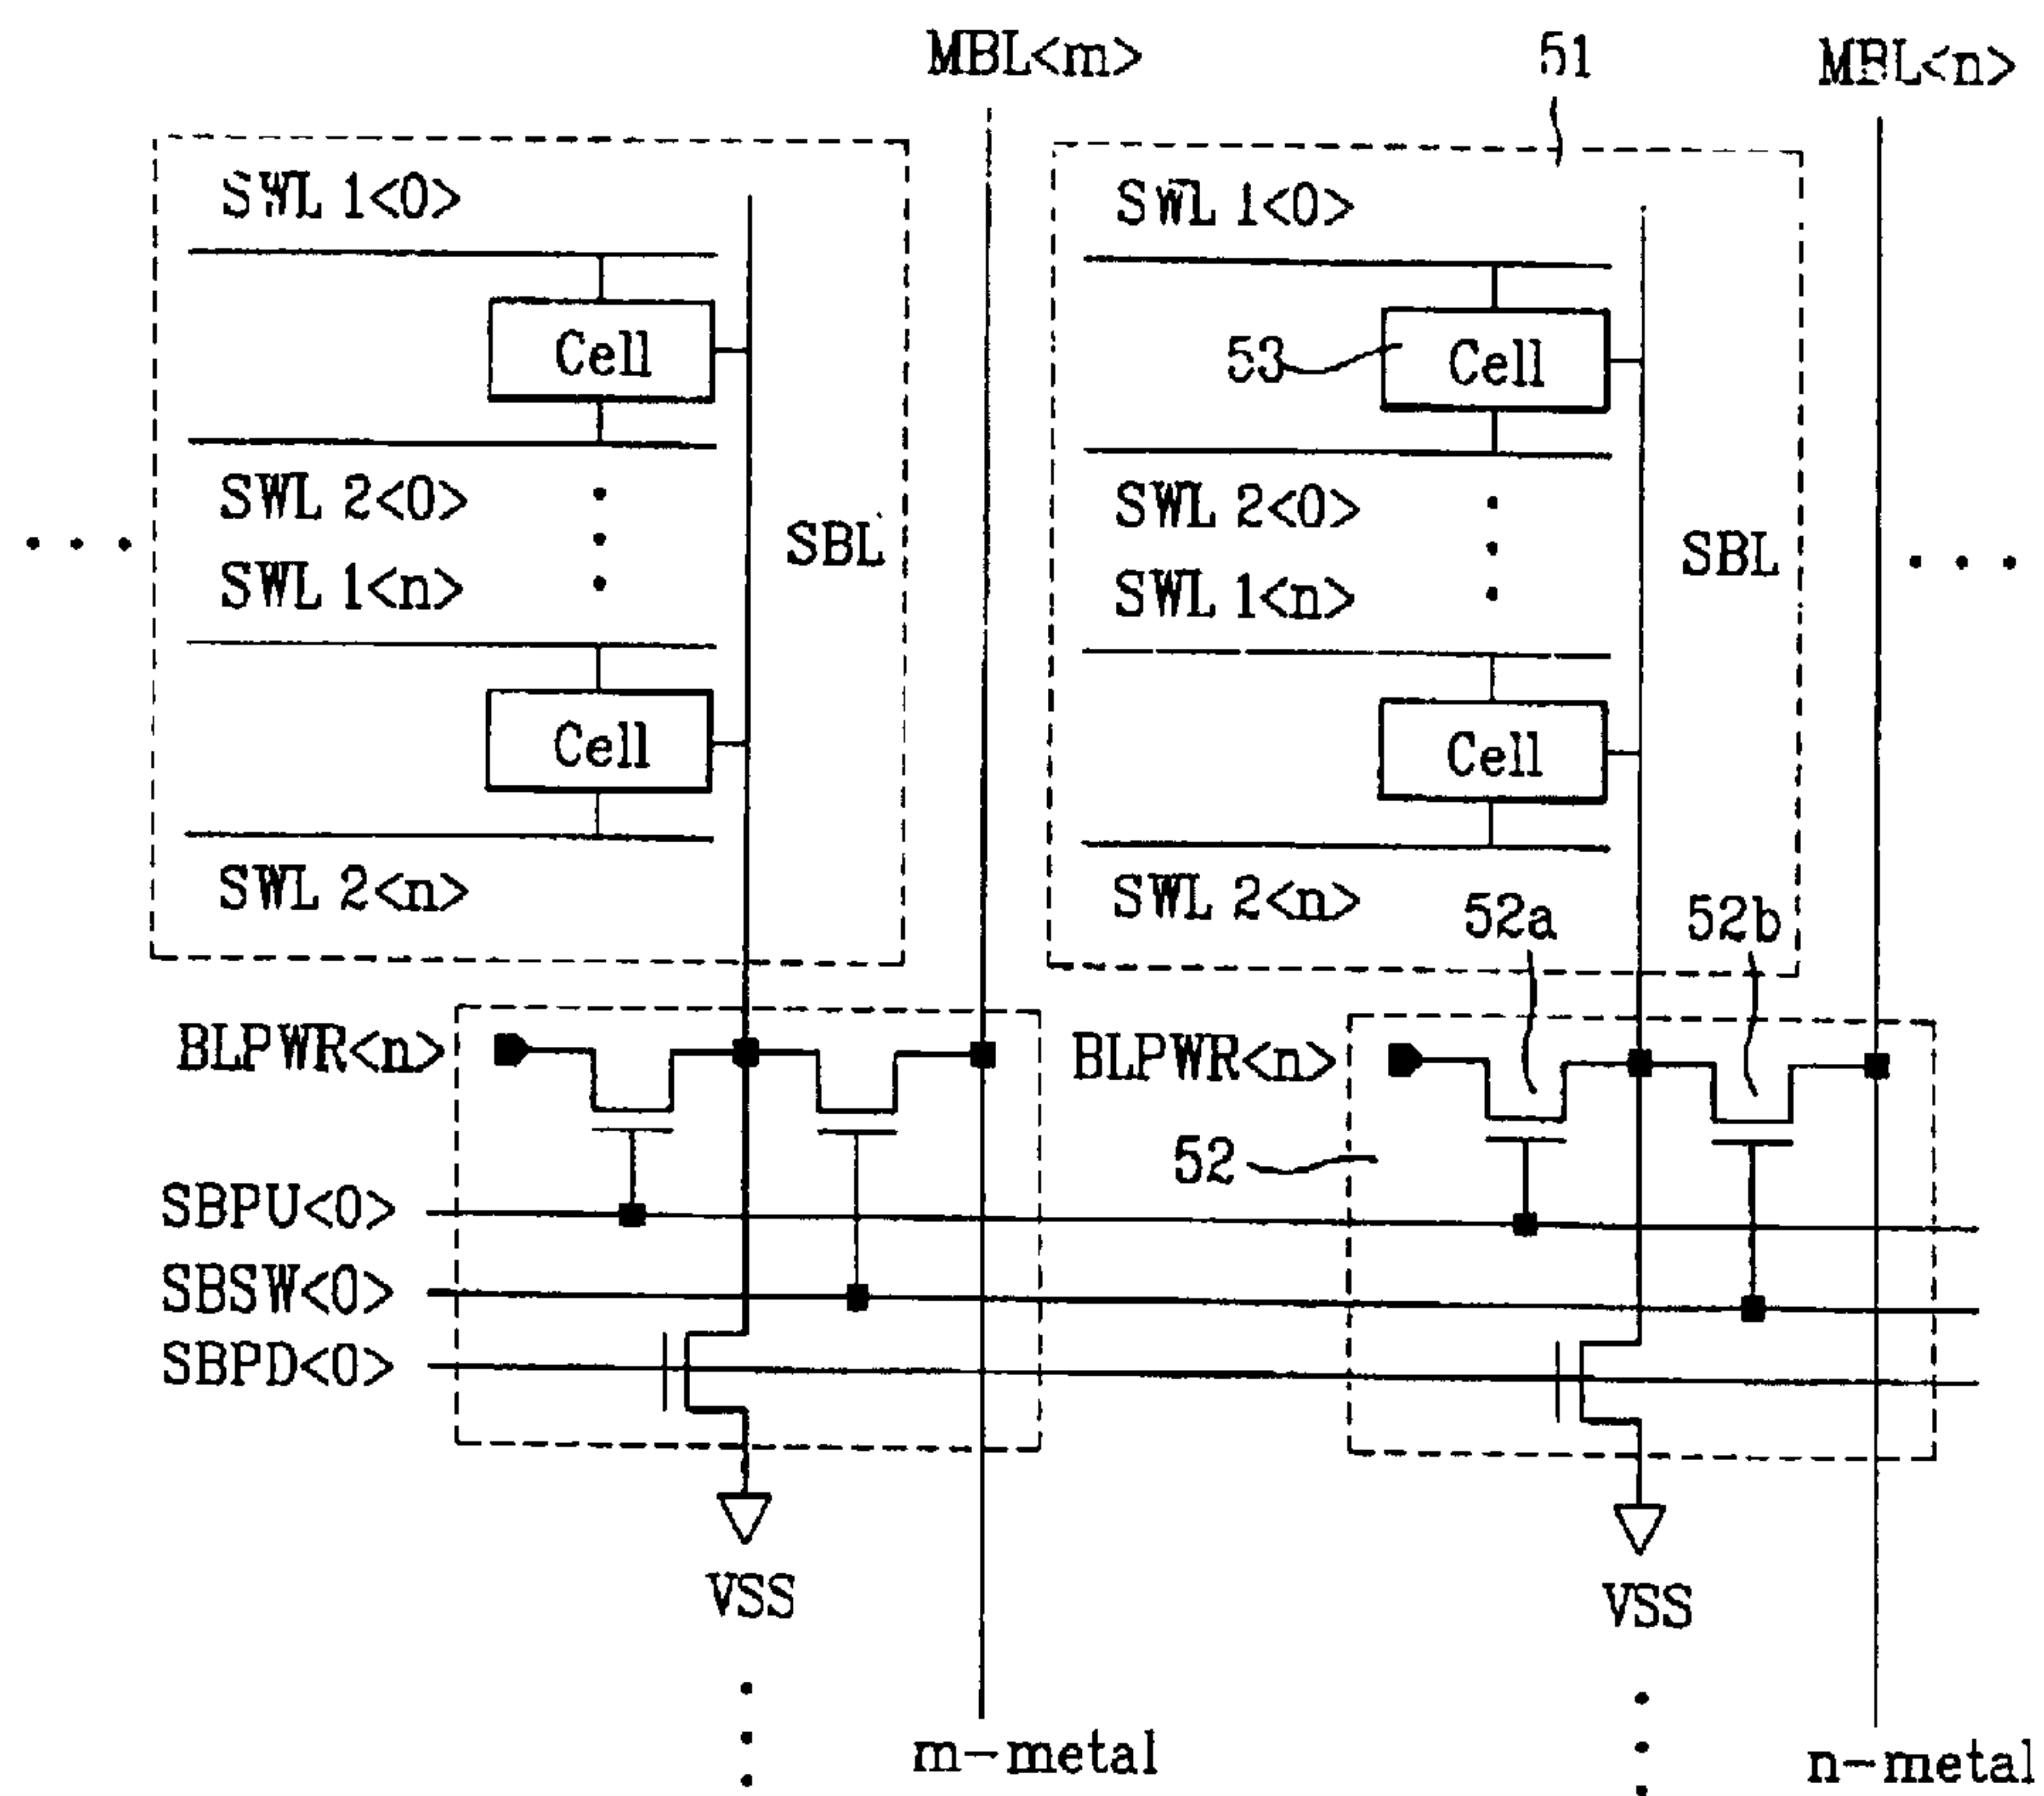 MBL<m>
51
MBL<n>
SWL 1<0>
SWL 1<0>
Cell
53
Cell
SWL 2<0>
SBL
SWL 1<n>
SWL 2<0>
SBL
SWL 1<n>
Cell
Cell
SWL 2<n>
SWL 2<n>
52a
52b
BLPWR<n>
BLPWR<n>
52
SBPU<0>
SBSW<0>
SBPD<0>
VSS
VSS
m-metal
n-metal